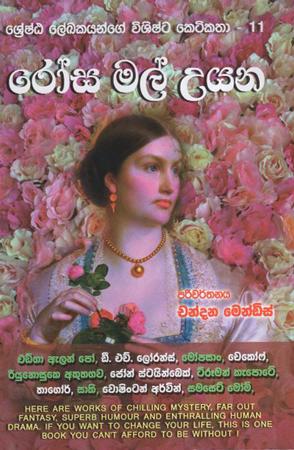 ශ්‍රේෂ්ඨ ලේඛකයන්ගේ විශිෂ්ට කෙටිකතා - 11
රෝස මල් උයන
පරිවර්තනය
චන්දන මෙන්ඩිස්
එඩ්ගා ඇලන් පෝ, ඩී. එච්. ලෝරන්ස්, මෝපසාං, චෙකෝෆ්,
රියුනොසුකෙ අකුතගව, ජෝන් ස්ටයින්බෙක්, ට්රූමන් කැපොටේ,
තාගෝර්, සාකි, වොෂිංටන් අර්වින්, සමසෙට් මෝම්,
HERE ARE WORKS OF CHILLING MYSTERY, FAR OUT
FANTASY, SUPERB HUMOUR AND ENTHRALLING HUMAN
DRAMA. IF YOU WANT TO CHANGE YOUR LIFE, THIS IS ONE
BOOK YOU CAN'T AFFORD TO BE WITHOUT !